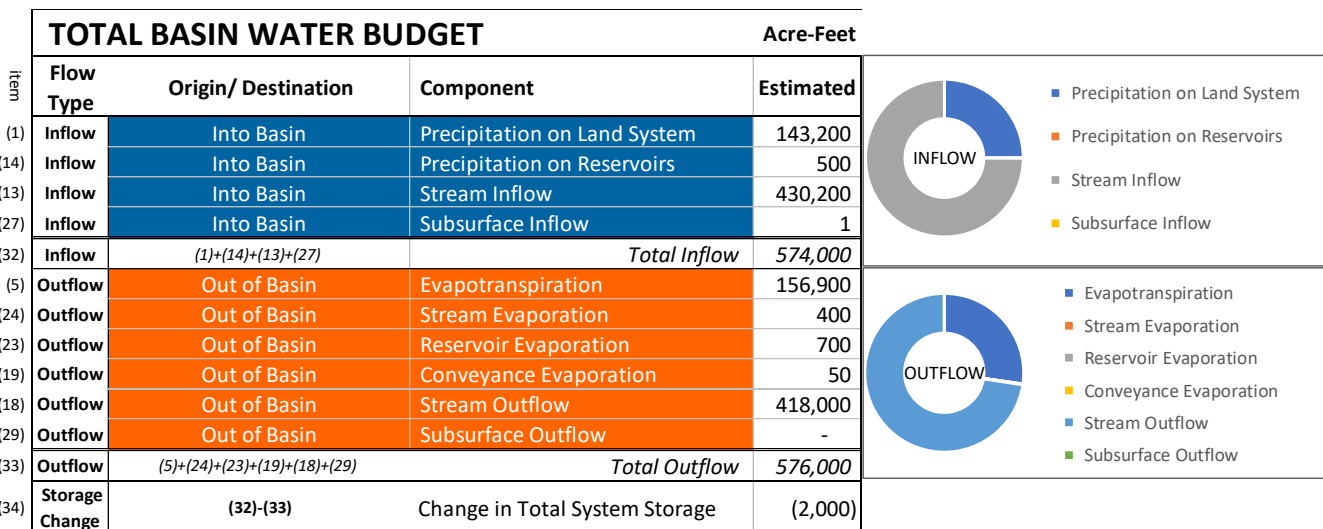 TOTAL BASIN WATER BUDGET Acre-Feet
item Flow Type Origin/ Destination Component Estimated
(1) Inflow Into Basin Precipitation on Land System 143,200
(14) Inflow Into Basin Precipitation on Reservoirs 500
(13) Inflow Into Basin Stream Inflow 430,200
(27) Inflow Into Basin Subsurface Inflow 1
(32) Inflow (1)+(14)+(13)+(27) Total Inflow 574,000
(5) Outflow Out of Basin Evapotranspiration 156,900
(24) Outflow Out of Basin Stream Evaporation 400
(23) Outflow Out of Basin Reservoir Evaporation 700
(19) Outflow Out of Basin Conveyance Evaporation 50
(18) Outflow Out of Basin Stream Outflow 418,000
(29) Outflow Out of Basin Subsurface Outflow -
(33) Outflow (5)+(24)+(23)+(19)+(18)+(29) Total Outflow 576,000
(34) Storage Change (32)-(33) Change in Total System Storage (2,000)
INFLOW
Precipitation on Land System
Precipitation on Reservoirs
Stream Inflow
Subsurface Inflow
OUTFLOW
Evapotranspiration
Stream Evaporation
Reservoir Evaporation
Conveyance Evaporation
Stream Outflow
Subsurface Outflow